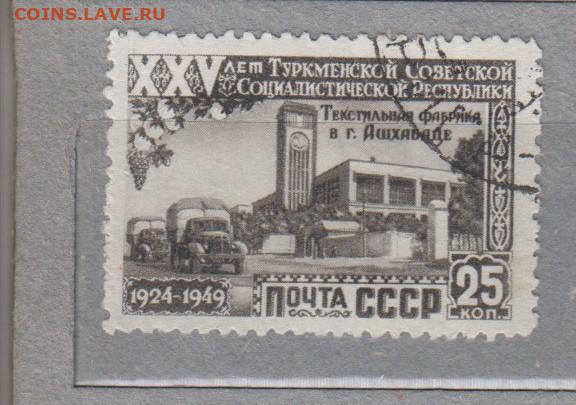 COINS.LAVE.RU
XXV ЛЕТ ТУРКМЕНСКОЙ СОВЕТСКОЙ
СОЦИАЛИСТИЧЕСКОЙ РЕСПУБЛИКИ
ТЕКСТИЛЬНАЯ ФАБРИКА
В Г. АШХАБАДЕ
1924-1949
ПОЧТА СССР
25
КОП.